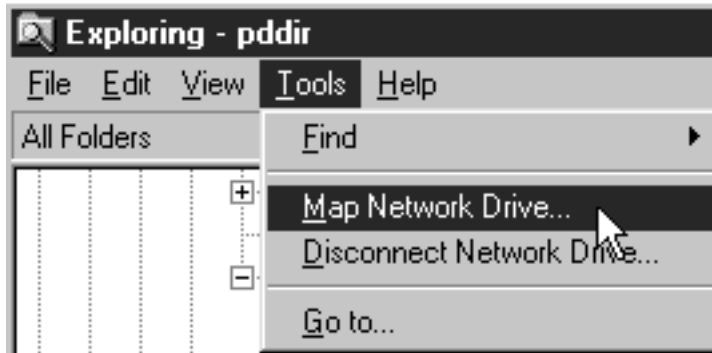 Exploring - pddir
File Edit View Tools Help
All Folders
Find
Map Network Drive...
Disconnect Network Drive...
Go to...